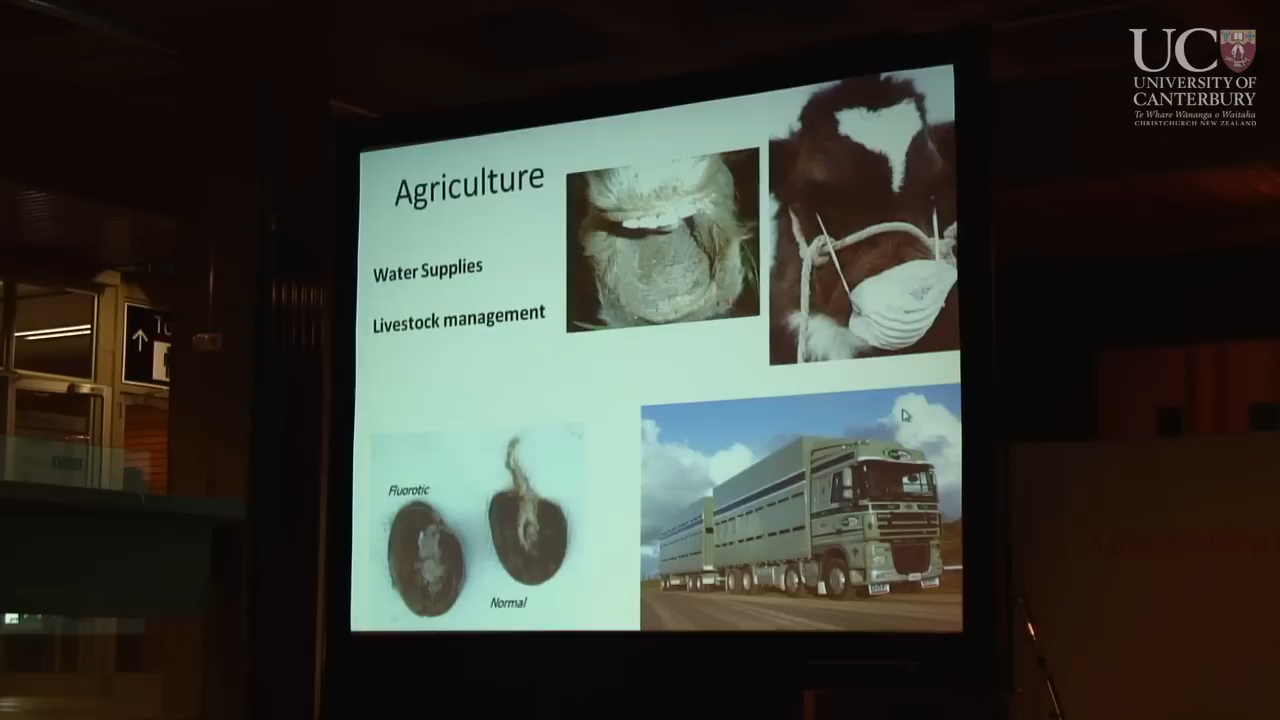 UC
UNIVERSITY OF
CANTERBURY
Te Whare Wānanga o Waitaha
CHRISTCHURCH NEW ZEALAND
Agriculture
Water Supplies
Livestock management
Fluorotic
Normal